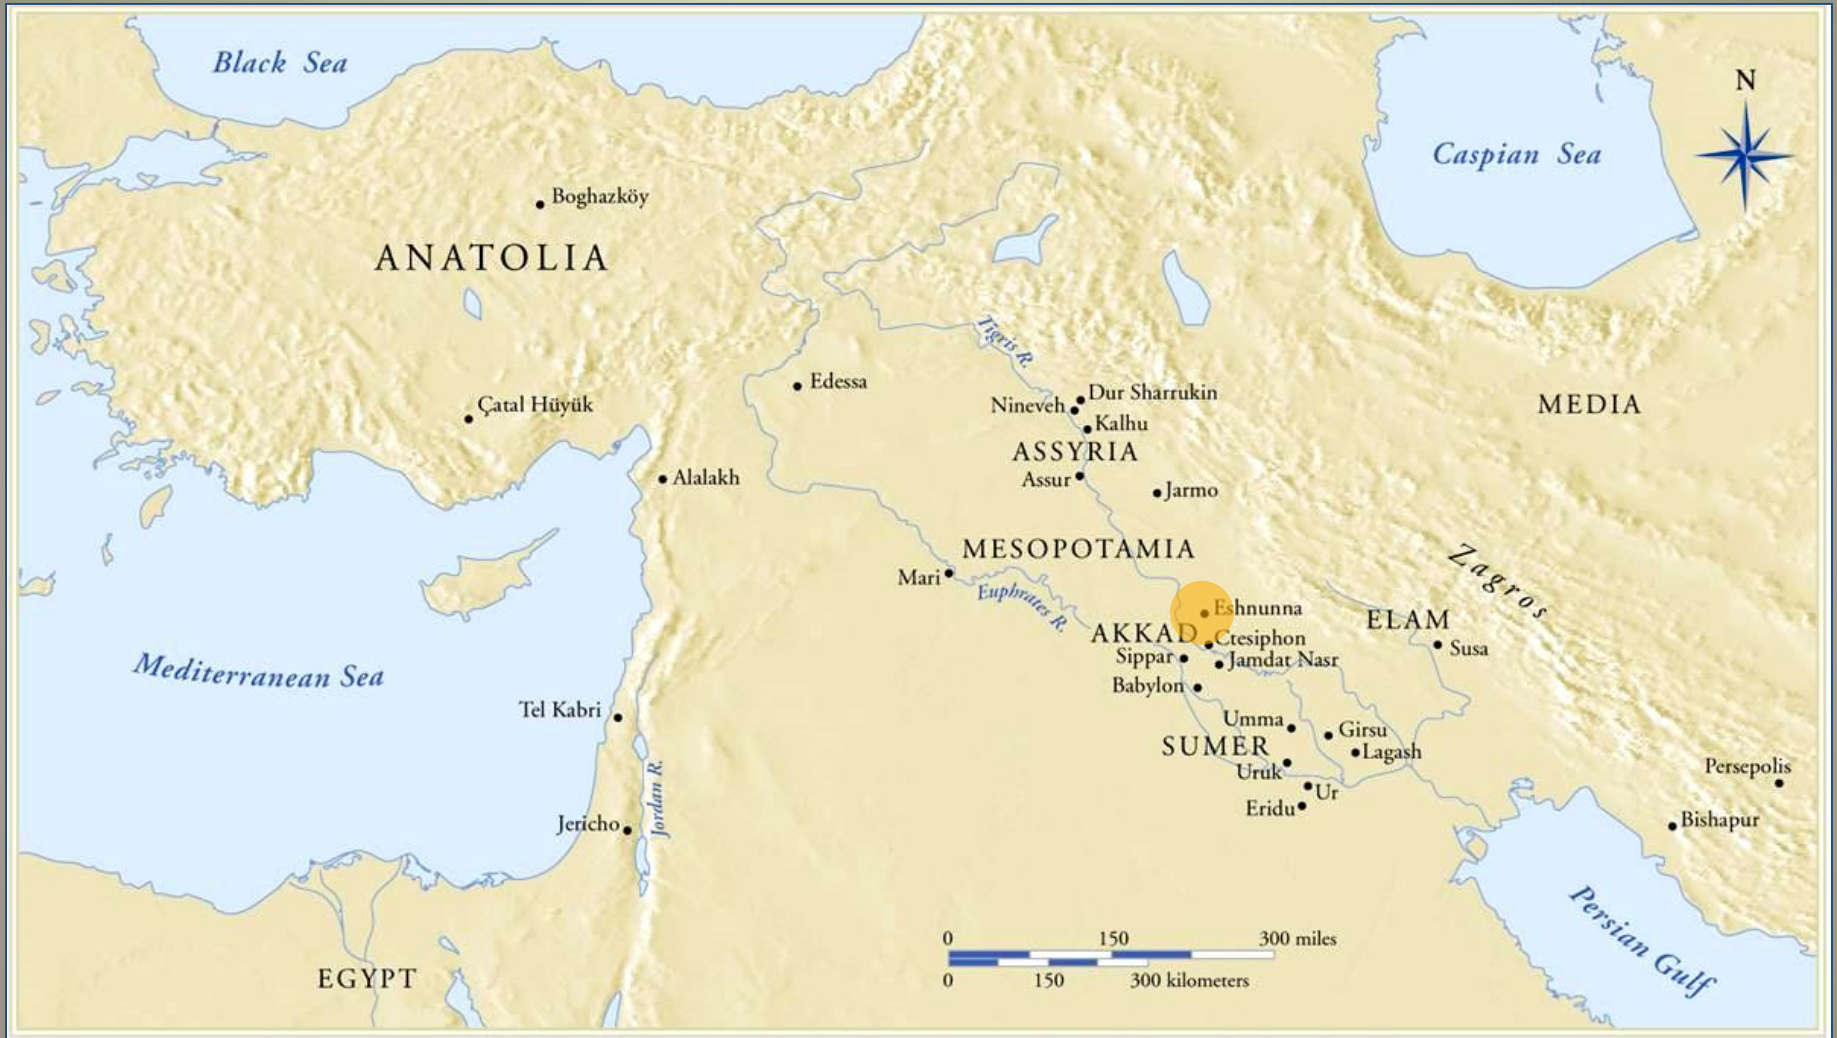 Black Sea
N
Caspian Sea
Boghazköy
ANATOLIA
Tigris R.
Edessa
Dur Sharrukin
Nineveh
Çatal Hüyük
MEDIA
Kalhu
ASSYRIA
Alalakh
Assur
Jarmo
MESOPOTAMIA
Zagros
Mari
Euphrates R.
Eshnunna
ELAM
AKKAD
Ctesiphon
Susa
Sippar
Jamdat Nasr
Mediterranean Sea
Babylon
Tel Kabri
Umma
Girsu
SUMER
Lagash
Uruk
Persepolis
Jordan R.
Ur
Eridu
Bishapur
Jericho
Persian Gulf
0 150 300 miles
EGYPT
0 150 300 kilometers